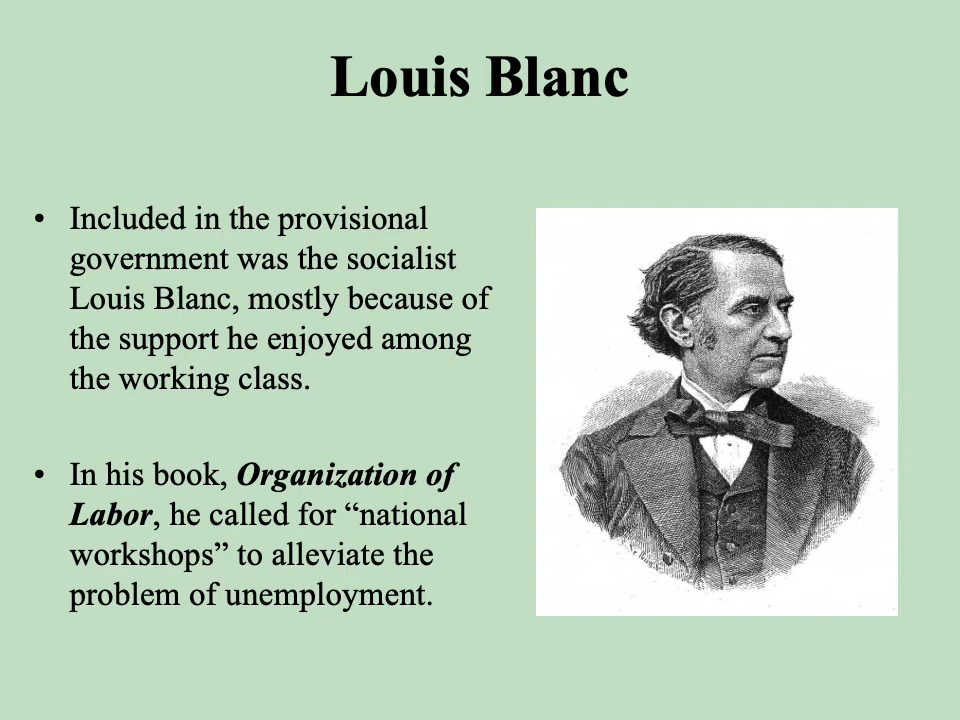 Louis Blanc
• Included in the provisional
government was the socialist
Louis Blanc, mostly because of
the support he enjoyed among
the working class.
• In his book, Organization of
Labor, he called for “national
workshops” to alleviate the
problem of unemployment.